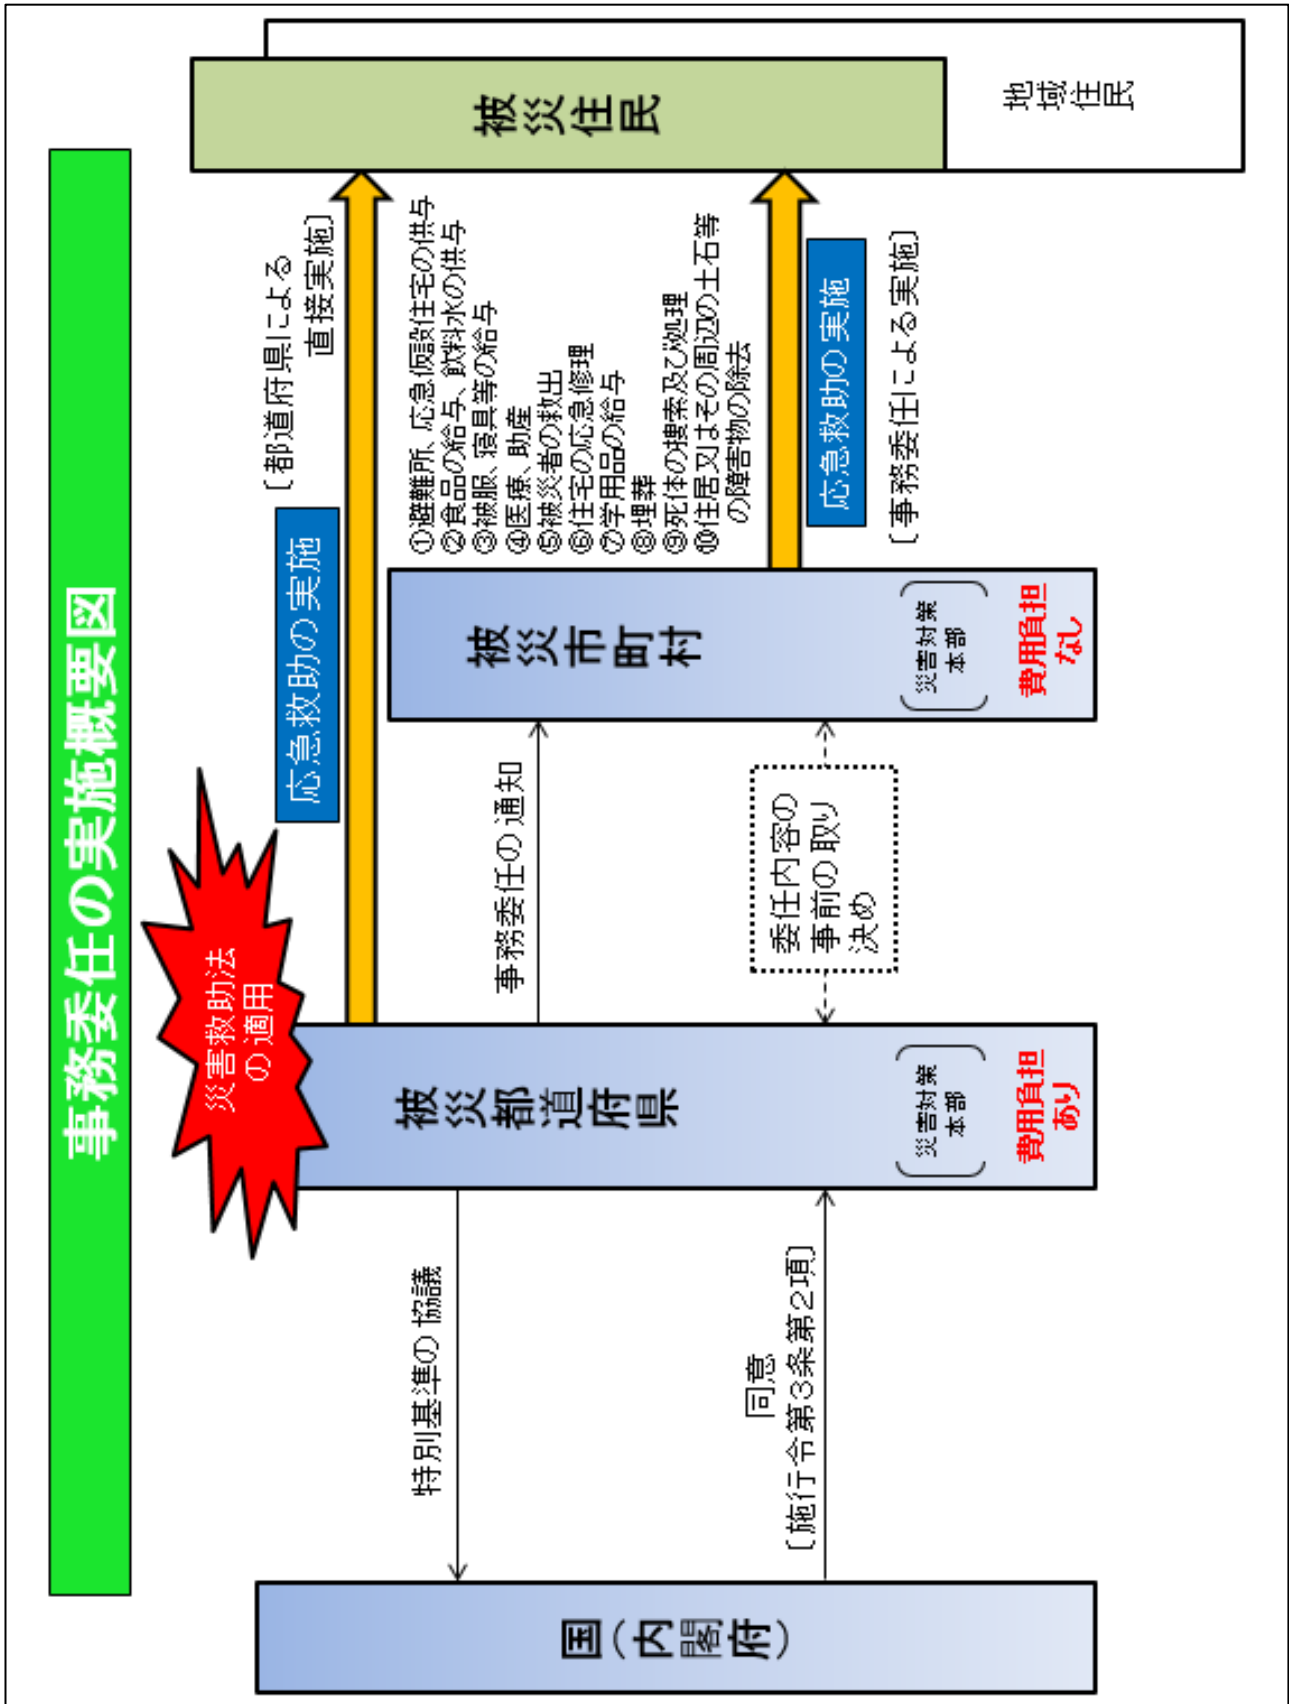 事務委任の実施概要図
国（内閣府）
特別基準の協議
同意
〔施行令第３条第２項〕
災害救助法
の適用
被災都道府県
災害対策
本部
費用負担
あり
事務委任の通知
委任内容の
事前の取り
決め
被災市町村
災害対策
本部
費用負担
なし
応急救助の実施
〔都道府県による
直接実施〕
①避難所、応急仮設住宅の供与
②食品の給与、飲料水の供与
③被服、寝具等の給与
④医療、助産
⑤被災者の救出
⑥住宅の応急修理
⑦学用品の給与
⑧埋葬
⑨死体の捜索及び処理
⑩住居又はその周辺の土石等
の障害物の除去
応急救助の実施
〔事務委任による実施〕
被災住民
地域住民